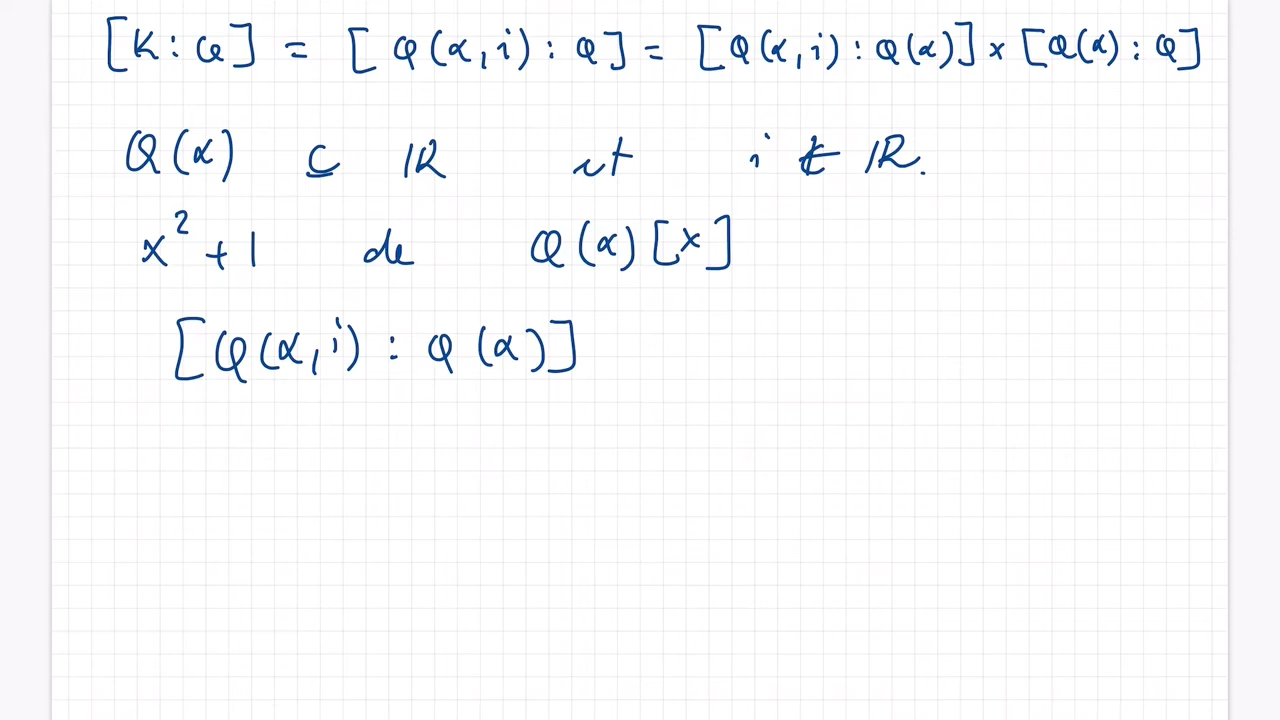 [K : Q] = [Q(α, i) : Q] = [Q(α, i) : Q(α)] × [Q(α) : Q]
Q(α) ⊆ ℝ et i ∉ ℝ.
x² + 1 de Q(α)[x]
[Q(α, i) : Q(α)]